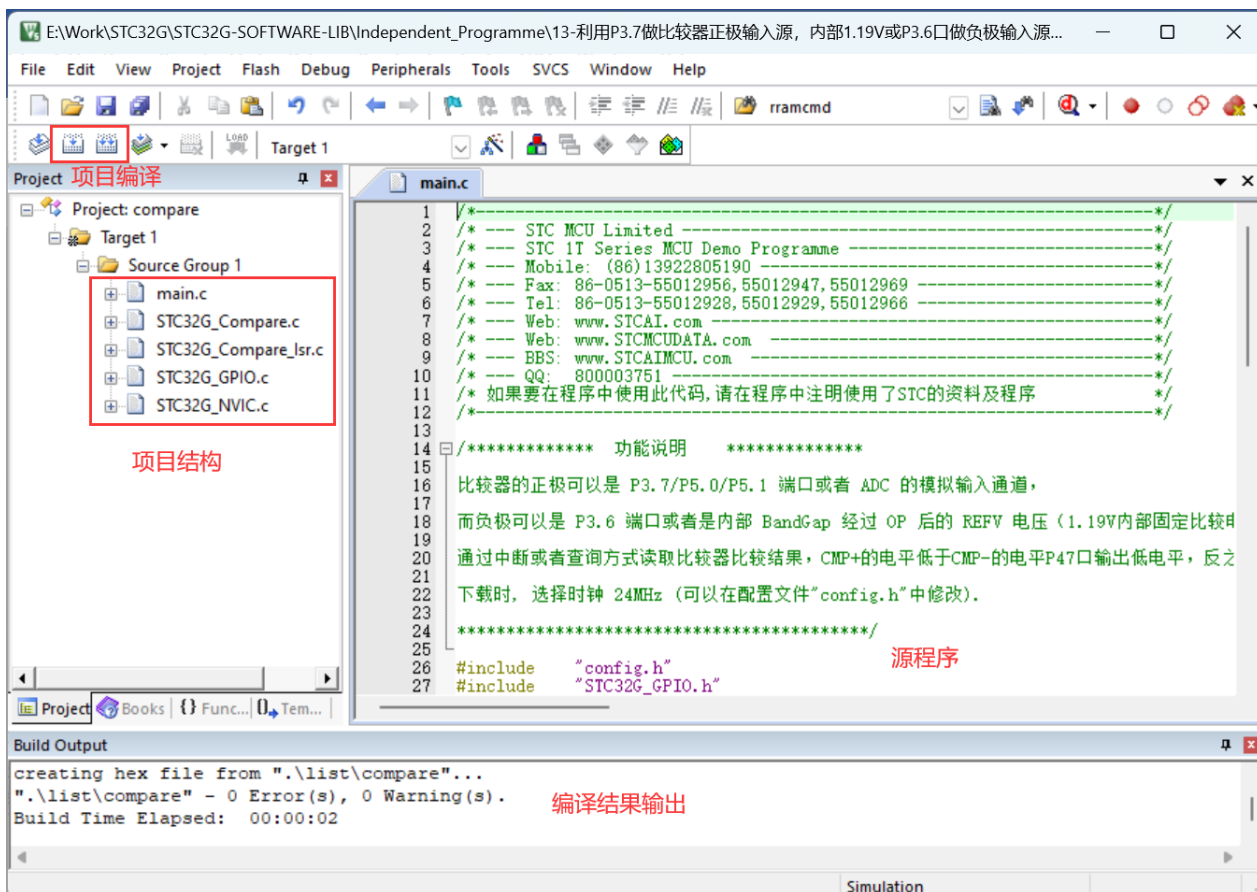 E:\Work\STC32G\STC32G-SOFTWARE-LIB\Independent_Programme\13-利用P3.7做比较器正极输入源，内部1.19V或P3.6口做负极输入源...
File Edit View Project Flash Debug Peripherals Tools SVCS Window Help
rramcmd
LOAD
Target 1
Project 项目编译
main.c
Project: compare
Target 1
Source Group 1
main.c
STC32G_Compare.c
STC32G_Compare_Isr.c
STC32G_GPIO.c
STC32G_NVIC.c
项目结构
1 /*---------------------------------------------------------------------*/
2 /* --- STC MCU Limited ------------------------------------------------*/
3 /* --- STC 1T Series MCU Demo Programme -------------------------------*/
4 /* --- Mobile: (86)13922805190 ----------------------------------------*/
5 /* --- Fax: 86-0513-55012956,55012947,55012969 ------------------------*/
6 /* --- Tel: 86-0513-55012928,55012929,55012966 ------------------------*/
7 /* --- Web: www.STCAI.com ---------------------------------------------*/
8 /* --- Web: www.STCMCUDATA.com ---------------------------------------*/
9 /* --- BBS: www.STCAIMCU.com -----------------------------------------*/
10 /* --- QQ:  800003751 -------------------------------------------------*/
11 /* 如果要在程序中使用此代码,请在程序中注明使用了STC的资料及程序 */
12 /*---------------------------------------------------------------------*/
13
14 /************* 功能说明 **************
15
16 比较器的正极可以是 P3.7/P5.0/P5.1 端口或者 ADC 的模拟输入通道，
17
18 而负极可以是 P3.6 端口或者是内部 BandGap 经过 OP 后的 REFV 电压（1.19V内部固定比较
19
20 通过中断或者查询方式读取比较器比较结果，CMP+的电平低于CMP-的电平P47口输出低电平，反之
21
22 下载时, 选择时钟 24MHz (可以在配置文件"config.h"中修改).
23
24 ******************************************/
25
源程序
26 #include "config.h"
27 #include "STC32G_GPIO.h"
Project Books {} Func... 0 Tem...
Build Output
creating hex file from ".\list\compare"...
".\list\compare" - 0 Error(s), 0 Warning(s).
Build Time Elapsed:  00:00:02
编译结果输出
Simulation